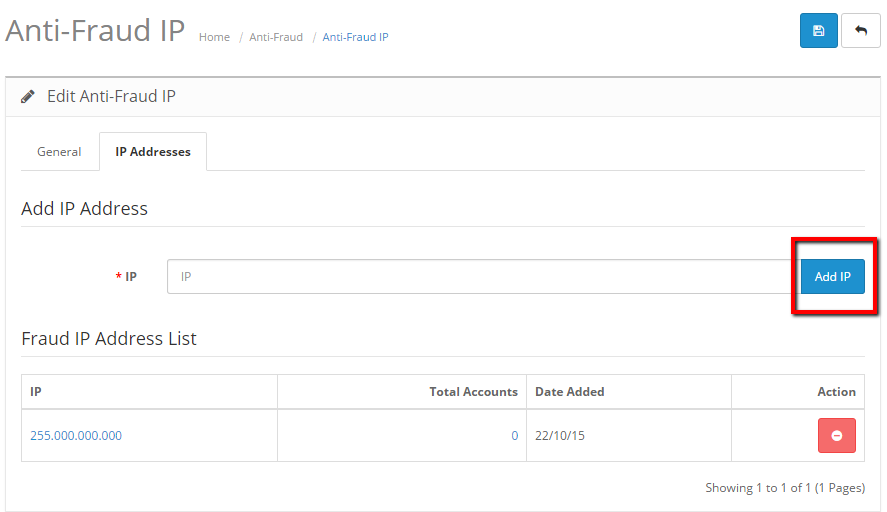 Anti-Fraud IP Home / Anti-Fraud / Anti-Fraud IP
Edit Anti-Fraud IP
General IP Addresses
Add IP Address
* IP IP Add IP
Fraud IP Address List
IP Total Accounts Date Added Action
255.000.000.000 0 22/10/15
Showing 1 to 1 of 1 (1 Pages)